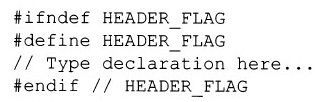 #ifndef HEADER_FLAG
#define HEADER_FLAG
// Type declaration here...
#endif // HEADER_FLAG